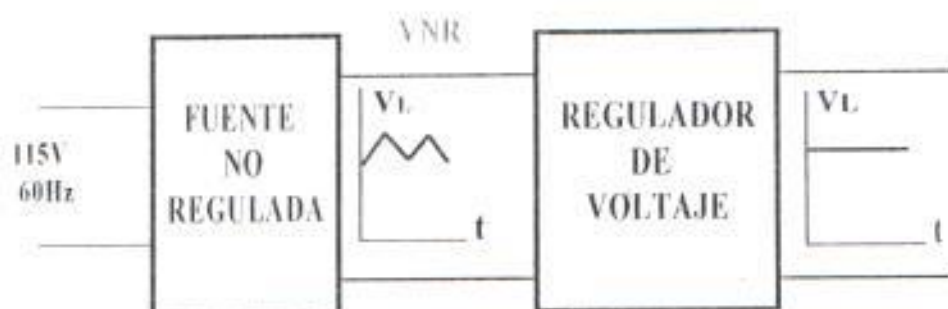 VNR
115V
60Hz
FUENTE
NO
REGULADA
VL
t
REGULADOR
DE
VOLTAJE
VL
t